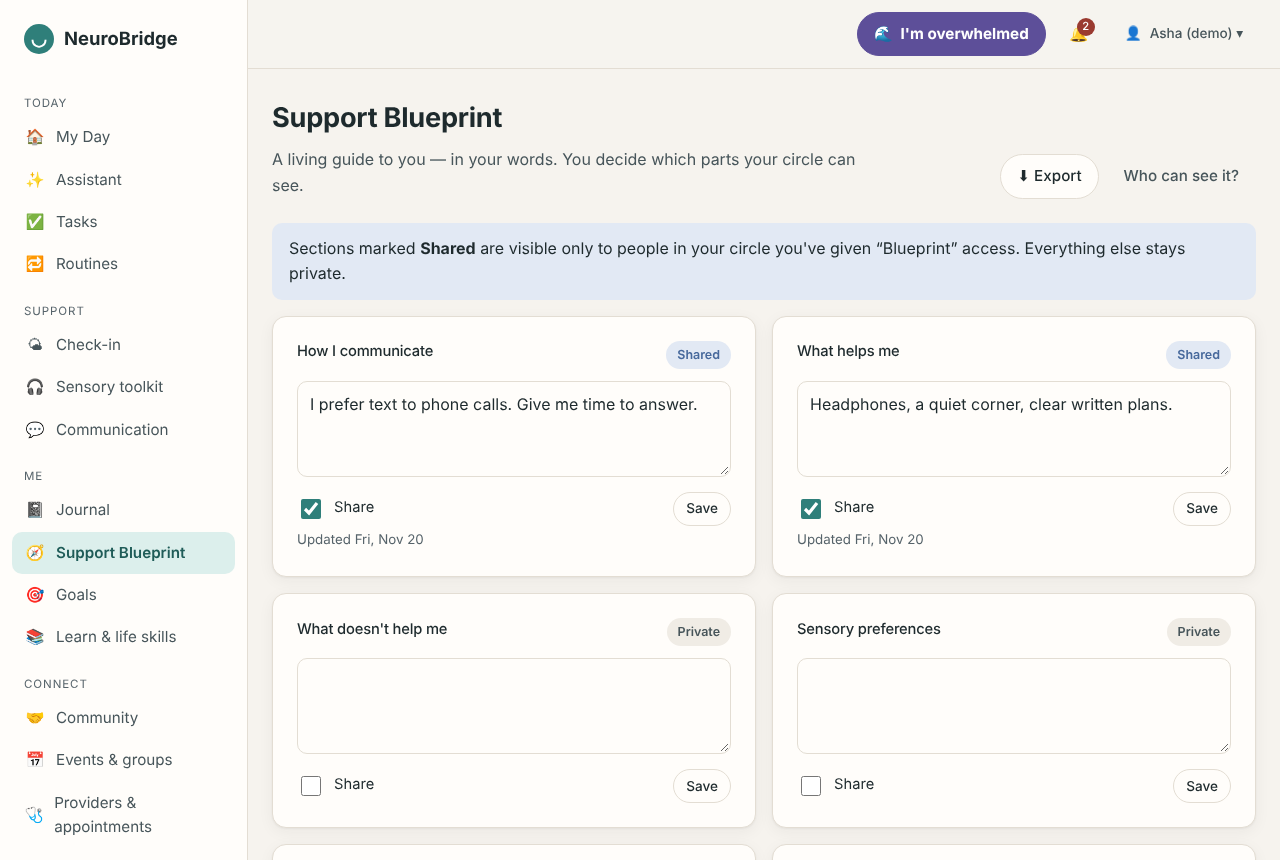 NeuroBridge
TODAY
My Day
Assistant
Tasks
Routines
SUPPORT
Check-in
Sensory toolkit
Communication
ME
Journal
Support Blueprint
Goals
Learn & life skills
CONNECT
Community
Events & groups
Providers &
appointments
I'm overwhelmed
2
Asha (demo) ▾
Support Blueprint
A living guide to you — in your words. You decide which parts your circle can
see.
⬇ Export
Who can see it?
Sections marked Shared are visible only to people in your circle you've given “Blueprint” access. Everything else stays
private.
How I communicate
Shared
I prefer text to phone calls. Give me time to answer.
Share
Save
Updated Fri, Nov 20
What helps me
Shared
Headphones, a quiet corner, clear written plans.
Share
Save
Updated Fri, Nov 20
What doesn't help me
Private
Share
Save
Sensory preferences
Private
Share
Save